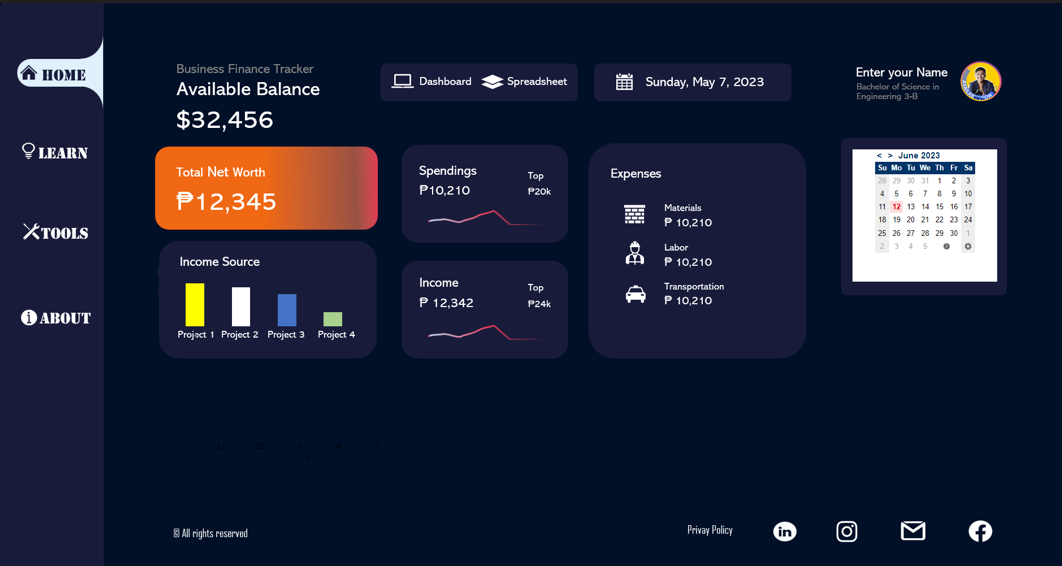 HOME
LEARN
TOOLS
ABOUT
Business Finance Tracker
Available Balance
$32,456
Dashboard Spreadsheet
Sunday, May 7, 2023
Enter your Name
Bachelor of Science in
Engineering 3-B
Total Net Worth
₱12,345
Income Source
Project 1 Project 2 Project 3 Project 4
Spendings
₱10,210
Top
₱20k
Income
₱ 12,342
Top
₱24k
Expenses
Materials
₱ 10,210
Labor
₱ 10,210
Transportation
₱ 10,210
< > June 2023
Su Mo Tu We Th Fr Sa
28 29 30 31 1 2 3
4 5 6 7 8 9 10
11 12 13 14 15 16 17
18 19 20 21 22 23 24
25 26 27 28 29 30 1
2 3 4 5
© All rights reserved
Privay Policy